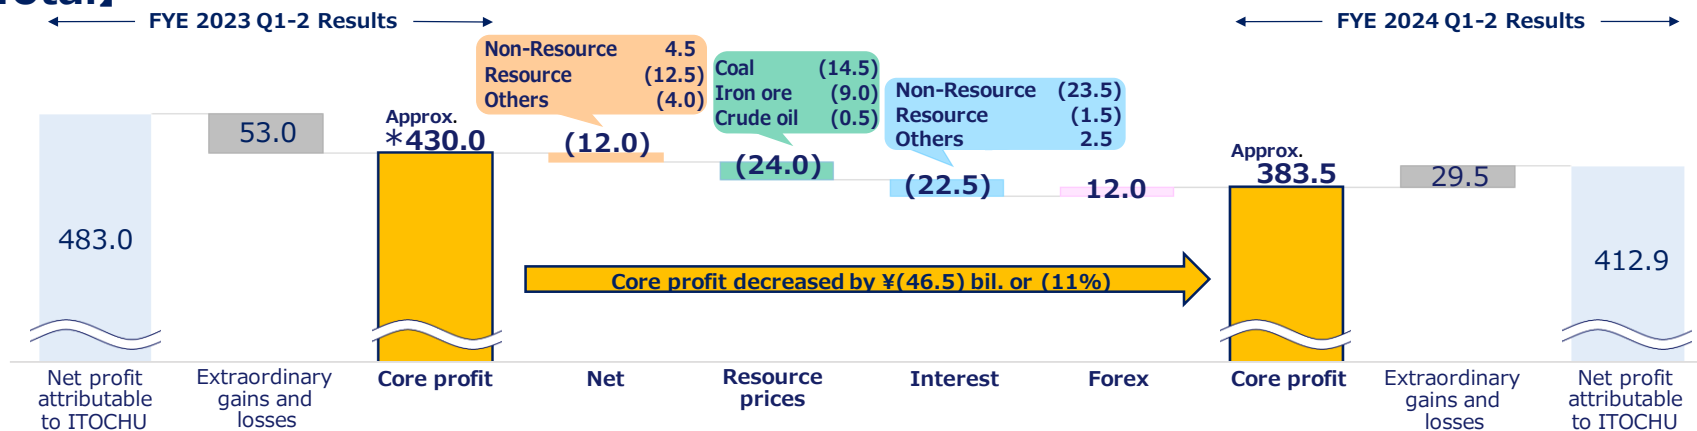 Total】
FYE 2023 Q1-2 Results
FYE 2024 Q1-2 Results
Non-Resource 4.5
Resource (12.5)
Others (4.0)
Coal (14.5)
Iron ore (9.0)
Crude oil (0.5)
Non-Resource (23.5)
Resource (1.5)
Others 2.5
483.0
53.0
Approx.
*430.0
(12.0)
(24.0)
(22.5)
12.0
Approx.
383.5
29.5
412.9
Core profit decreased by ¥(46.5) bil. or (11%)
Net profit
attributable
to ITOCHU
Extraordinary
gains and
losses
Core profit
Net
Resource
prices
Interest
Forex
Core profit
Extraordinary
gains and
losses
Net profit
attributable
to ITOCHU